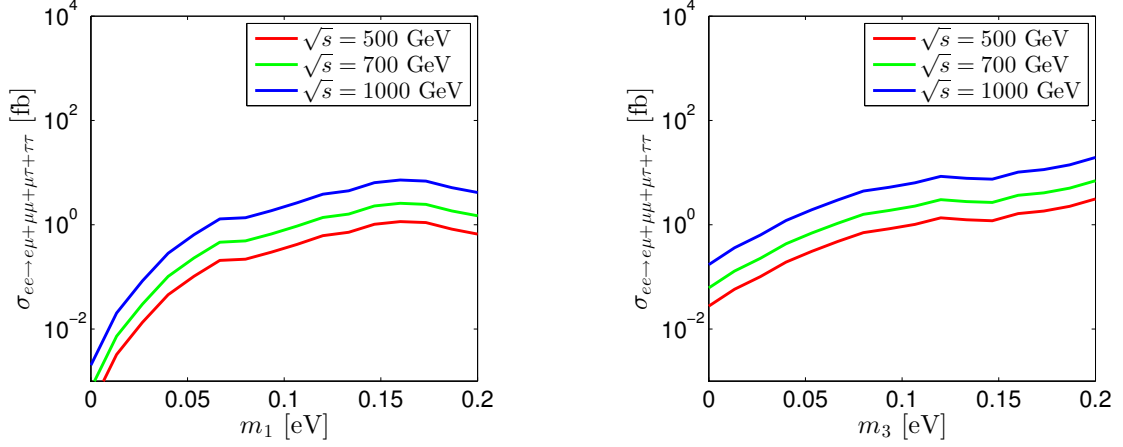 10^4
10^2
10^0
10^{-2}
σ_{ee→eμ+μμ+μτ+ττ} [fb]
√s = 500 GeV
√s = 700 GeV
√s = 1000 GeV
0 0.05 0.1 0.15 0.2
m_1 [eV]
10^4
10^2
10^0
10^{-2}
σ_{ee→eμ+μμ+μτ+ττ} [fb]
√s = 500 GeV
√s = 700 GeV
√s = 1000 GeV
0 0.05 0.1 0.15 0.2
m_3 [eV]